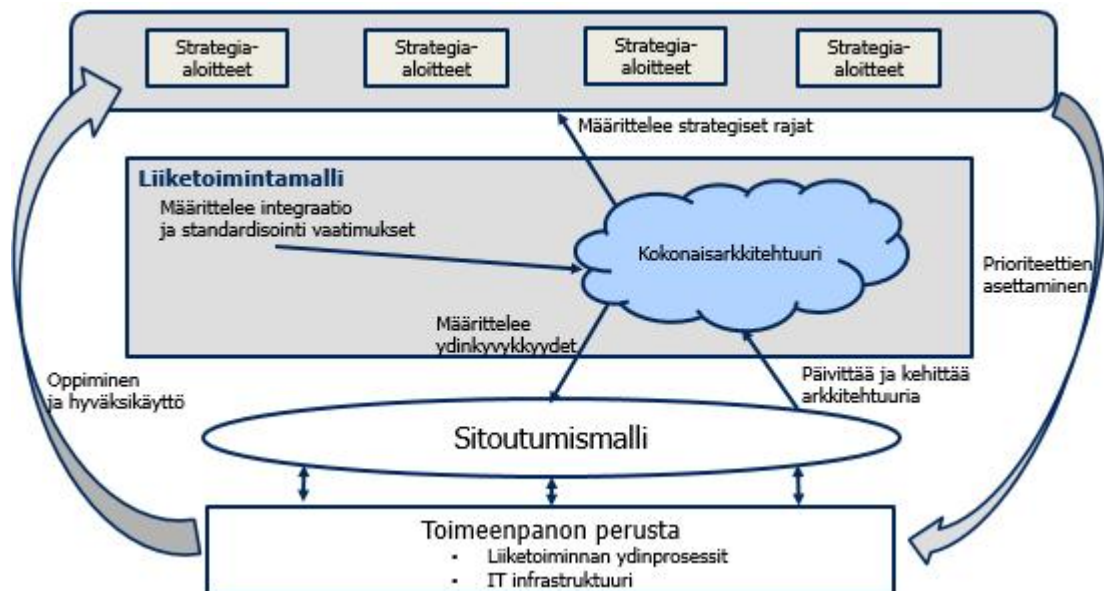 Strategia-
aloitteet
Strategia-
aloitteet
Strategia-
aloitteet
Strategia-
aloitteet
Määrittelee strategiset rajat
Liiketoimintamalli
Määrittelee integraatio
ja standardisointi vaatimukset
Kokonaisarkkitehtuuri
Prioriteettien
asettaminen
Määrittelee
ydinkyvykkyydet
Oppiminen
ja hyväksikäyttö
Päivittää ja kehittää
arkkitehtuuria
Sitoutumismalli
Toimeenpanon perusta
• Liiketoiminnan ydinprosessit
• IT infrastruktuuri